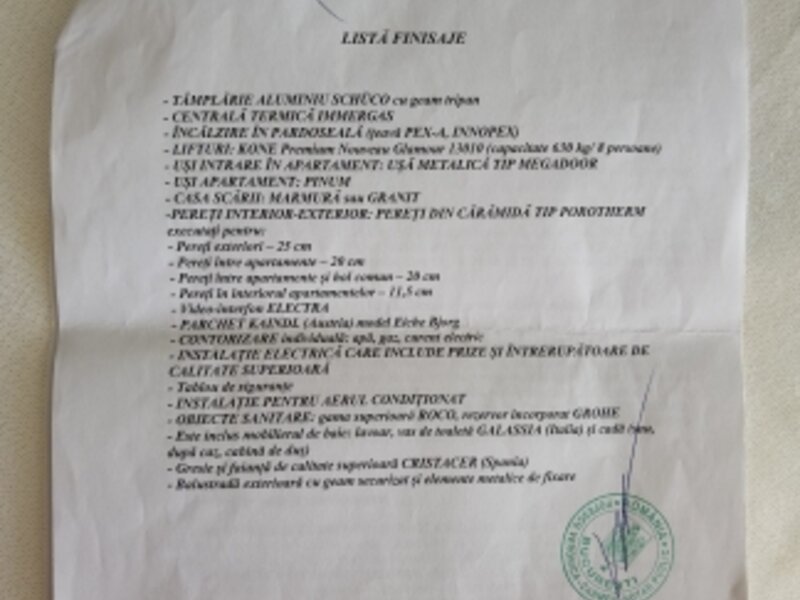 LISTĂ FINISAJE
- TÂMPLĂRIE ALUMINIU SCHÜCO cu geam tripan
- CENTRALĂ TERMICĂ IMMERGAS
- ÎNCĂLZIRE ÎN PARDOSEALĂ (țeavă PEX-A, INNOPEX)
- LIFTURI: KONE Premium Nouveau Glamour 13010 (capacitate 630 kg/ 8 persoane)
- UȘI INTRARE ÎN APARTAMENT: UȘĂ METALICĂ TIP MEGADOOR
- UȘI APARTAMENT: PINUM
- CASA SCĂRII: MARMURĂ sau GRANIT
-PEREȚI INTERIOR-EXTERIOR: PEREȚI DIN CĂRĂMIDĂ TIP POROTHERM
executați pentru:
- Pereți exteriori – 25 cm
- Pereți între apartamente – 20 cm
- Pereți între apartamente și hol comun – 20 cm
- Pereți în interiorul apartamentelor – 11,5 cm
- Video-interfon ELECTRA
- PARCHET KAINDL (Austria) model Eiche Bjorg
- CONTORIZARE individuală: apă, gaz, curent electric
- INSTALAȚIE ELECTRICĂ CARE INCLUDE PRIZE ȘI ÎNTRERUPĂTOARE DE
CALITATE SUPERIOARĂ
- Tablou de siguranțe
- INSTALAȚIE PENTRU AERUL CONDIȚIONAT
- OBIECTE SANITARE: gama superioară ROCO, rezervor încorporat GROHE
- Este inclus mobilierul de baie: lavoar, vas de toaletă GALASSIA (Italia) și cadă (sau,
după caz, cabină de duș)
- Gresie și faianță de calitate superioară CRISTACER (Spania)
- Balustradă exterioară cu geam securizat și elemente metalice de fixare
ROMANIA
BUCUREȘTI